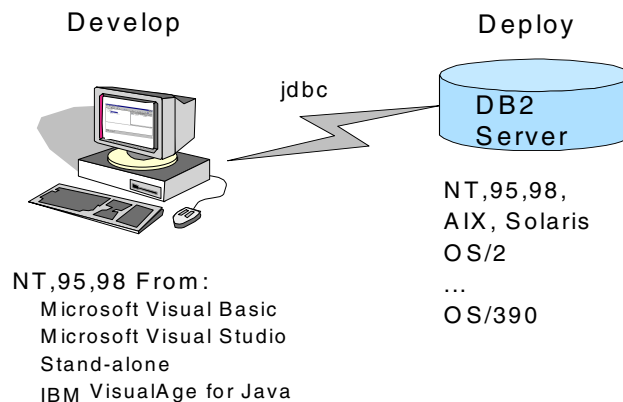 Develop
Deploy
jdbc
DB2
Server
NT,95,98,
AIX, Solaris
OS/2
...
OS/390
NT,95,98 From:
Microsoft Visual Basic
Microsoft Visual Studio
Stand-alone
IBM VisualAge for Java